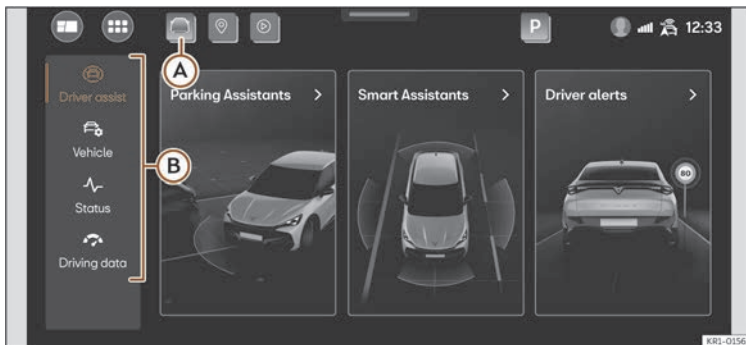 P
12:33
A
Driver assist
Vehicle
Status
Driving data
B
Parking Assistants >
Smart Assistants >
Driver alerts >
80
KR1-0156